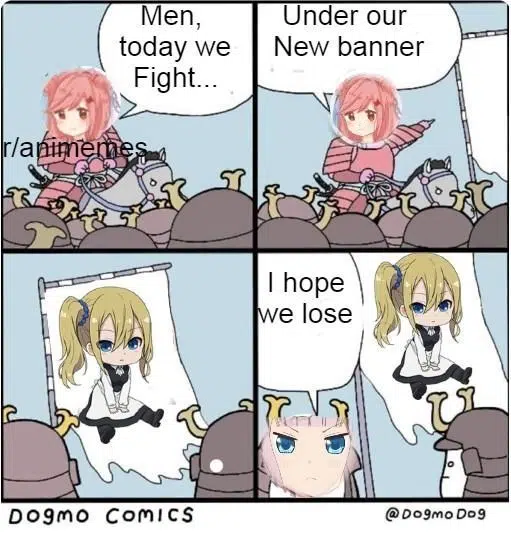 Men,
today we
Fight...
r/animemes
Under our
New banner
I hope
we lose
DOGMO COMICS
@DogmoDog